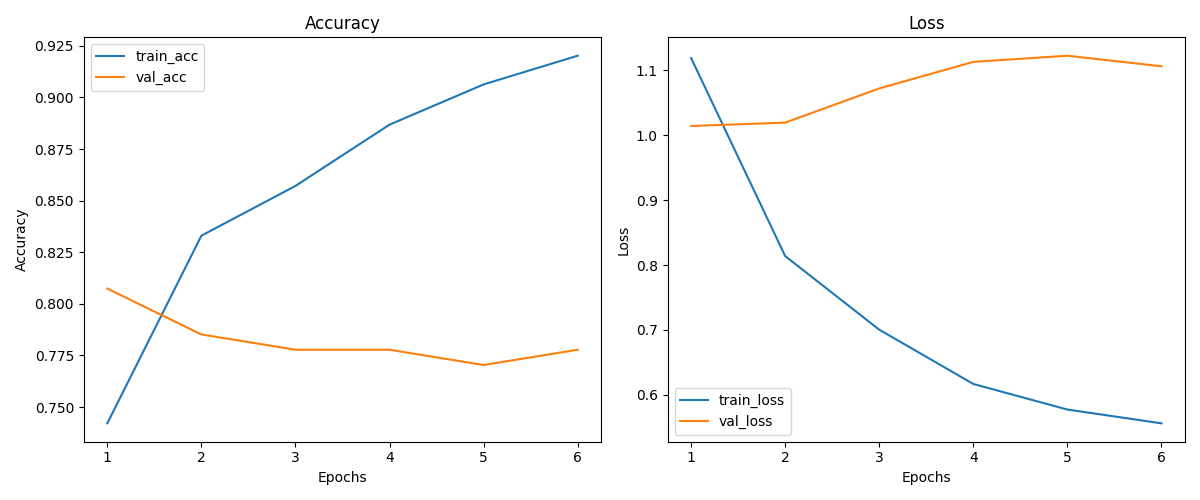 Accuracy
0.925
0.900
0.875
0.850
0.825
0.800
0.775
0.750
Accuracy
train_acc
val_acc
1 2 3 4 5 6
Epochs
Loss
1.1
1.0
0.9
0.8
0.7
0.6
Loss
train_loss
val_loss
1 2 3 4 5 6
Epochs